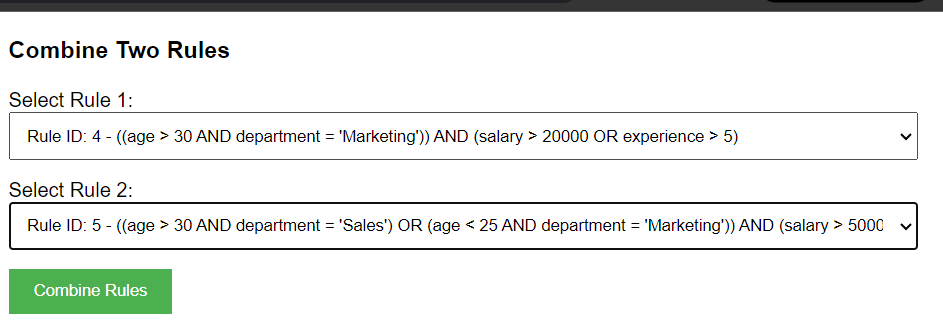 Combine Two Rules
Select Rule 1:
Rule ID: 4 - ((age > 30 AND department = 'Marketing')) AND (salary > 20000 OR experience > 5)
Select Rule 2:
Rule ID: 5 - ((age > 30 AND department = 'Sales') OR (age < 25 AND department = 'Marketing')) AND (salary > 5000
Combine Rules